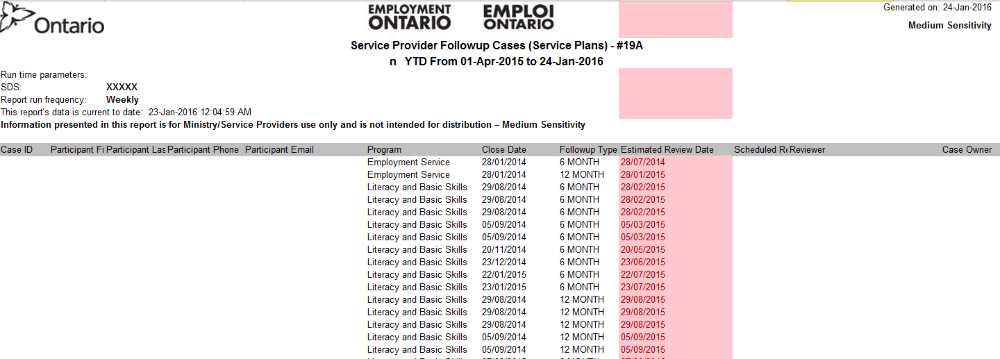 Ontario
EMPLOYMENT ONTARIO
EMPLOI ONTARIO
Generated on: 24-Jan-2016
Medium Sensitivity
Service Provider Followup Cases (Service Plans) - #19A
n YTD From 01-Apr-2015 to 24-Jan-2016
Run time parameters:
SDS: XXXXX
Report run frequency: Weekly
This report's data is current to date: 23-Jan-2016 12:04:59 AM
Information presented in this report is for Ministry/Service Providers use only and is not intended for distribution – Medium Sensitivity
Case ID Participant Fi Participant Las Participant Phone Participant Email Program Close Date Followup Type Estimated Review Date Scheduled Re Reviewer Case Owner
Employment Service 28/01/2014 6 MONTH 28/07/2014
Employment Service 28/01/2014 12 MONTH 28/01/2015
Literacy and Basic Skills 29/08/2014 6 MONTH 28/02/2015
Literacy and Basic Skills 29/08/2014 6 MONTH 28/02/2015
Literacy and Basic Skills 29/08/2014 6 MONTH 28/02/2015
Literacy and Basic Skills 05/09/2014 6 MONTH 05/03/2015
Literacy and Basic Skills 05/09/2014 6 MONTH 05/03/2015
Literacy and Basic Skills 20/11/2014 6 MONTH 20/05/2015
Literacy and Basic Skills 23/12/2014 6 MONTH 23/06/2015
Literacy and Basic Skills 22/01/2015 6 MONTH 22/07/2015
Literacy and Basic Skills 23/01/2015 6 MONTH 23/07/2015
Literacy and Basic Skills 29/08/2014 12 MONTH 29/08/2015
Literacy and Basic Skills 29/08/2014 12 MONTH 29/08/2015
Literacy and Basic Skills 29/08/2014 12 MONTH 29/08/2015
Literacy and Basic Skills 05/09/2014 12 MONTH 05/09/2015
Literacy and Basic Skills 05/09/2014 12 MONTH 05/09/2015